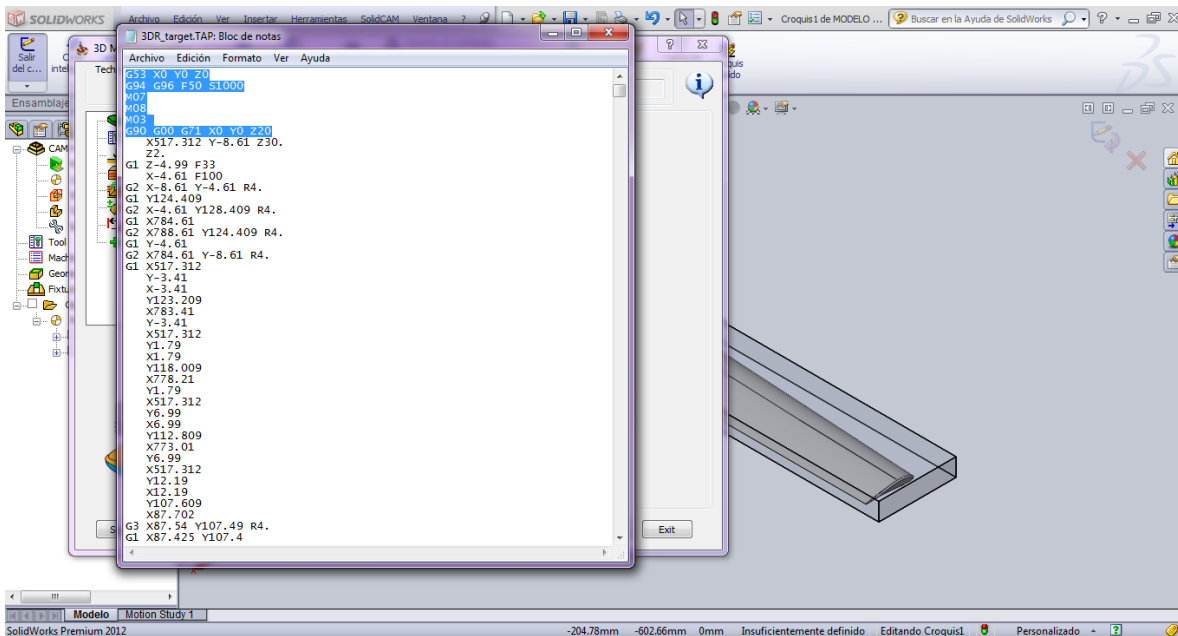 SOLIDWORKS Archivo Edición Ver Insertar Herramientas SolidCAM Ventana ? Croquis1 de MODELO ... Buscar en la Ayuda de SolidWorks
Salir
del c...
intel
3D M
3DR_target.TAP: Bloc de notas
Archivo Edición Formato Ver Ayuda
Tech
quis
ido
Ensamblaje
CAM
Tool
Mach
Geom
Fixtu
G53 X0 Y0 Z0
G94 G96 F50 S1000
M07
M08
M03
G90 G00 G71 X0 Y0 Z20
X517.312 Y-8.61 Z30.
Z2.
G1 Z-4.99 F33
X-4.61 F100
G2 X-8.61 Y-4.61 R4.
G1 Y124.409
G2 X-4.61 Y128.409 R4.
G1 X784.61
G2 X788.61 Y124.409 R4.
G1 Y-4.61
G2 X784.61 Y-8.61 R4.
G1 X517.312
Y-3.41
X-3.41
Y123.209
X783.41
Y-3.41
X517.312
Y1.79
X1.79
Y118.009
X778.21
Y1.79
X517.312
Y6.99
X6.99
Y112.809
X773.01
Y6.99
X517.312
Y12.19
X12.19
Y107.609
X87.702
G3 X87.54 Y107.49 R4.
G1 X87.425 Y107.4
S
Exit
Modelo Motion Study 1
SolidWorks Premium 2012 -204.78mm -602.66mm 0mm Insuficientemente definido Editando Croquis1 Personalizado